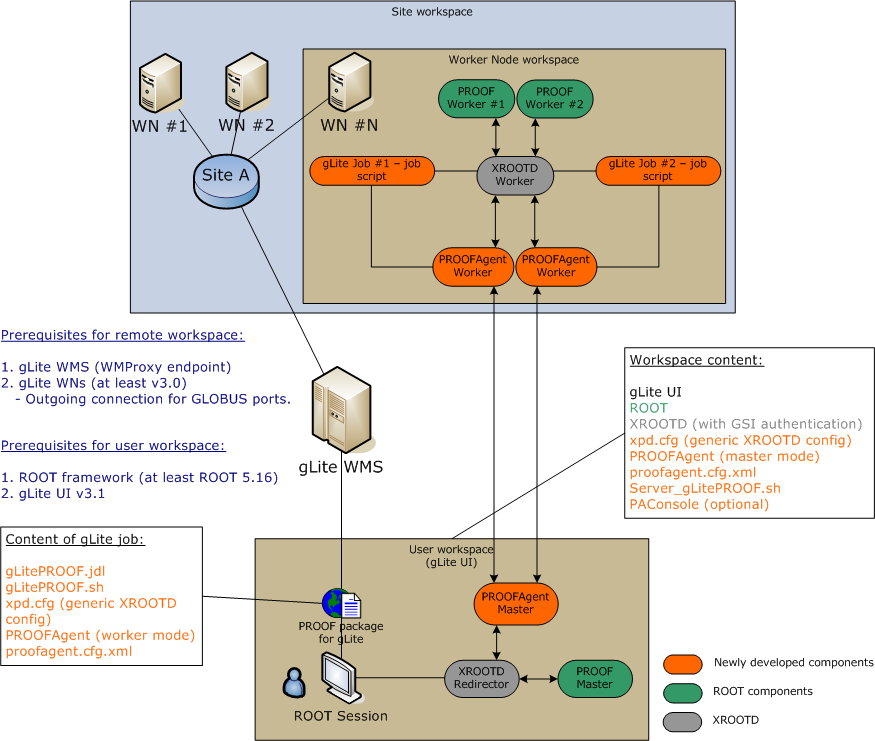 Site workspace
Worker Node workspace
WN #1
WN #2
WN #N
Site A
PROOF
Worker #1
PROOF
Worker #2
gLite Job #1 – job
script
XROOTD
Worker
gLite Job #2 – job
script
PROOFAgent
Worker
PROOFAgent
Worker
Prerequisites for remote workspace:
1. gLite WMS (WMProxy endpoint)
2. gLite WNs (at least v3.0)
- Outgoing connection for GLOBUS ports.
Prerequisites for user workspace:
1. ROOT framework (at least ROOT 5.16)
2. gLite UI v3.1
gLite WMS
Workspace content:
gLite UI
ROOT
XROOTD (with GSI authentication)
xpd.cfg (generic XROOTD config)
PROOFAgent (master mode)
proofagent.cfg.xml
Server_gLitePROOF.sh
PAConsole (optional)
Content of gLite job:
gLitePROOF.jdl
gLitePROOF.sh
xpd.cfg (generic XROOTD
config)
PROOFAgent (worker mode)
proofagent.cfg.xml
User workspace
(gLite UI)
PROOF package
for gLite
PROOFAgent
Master
XROOTD
Redirector
PROOF
Master
ROOT Session
Newly developed components
ROOT components
XROOTD